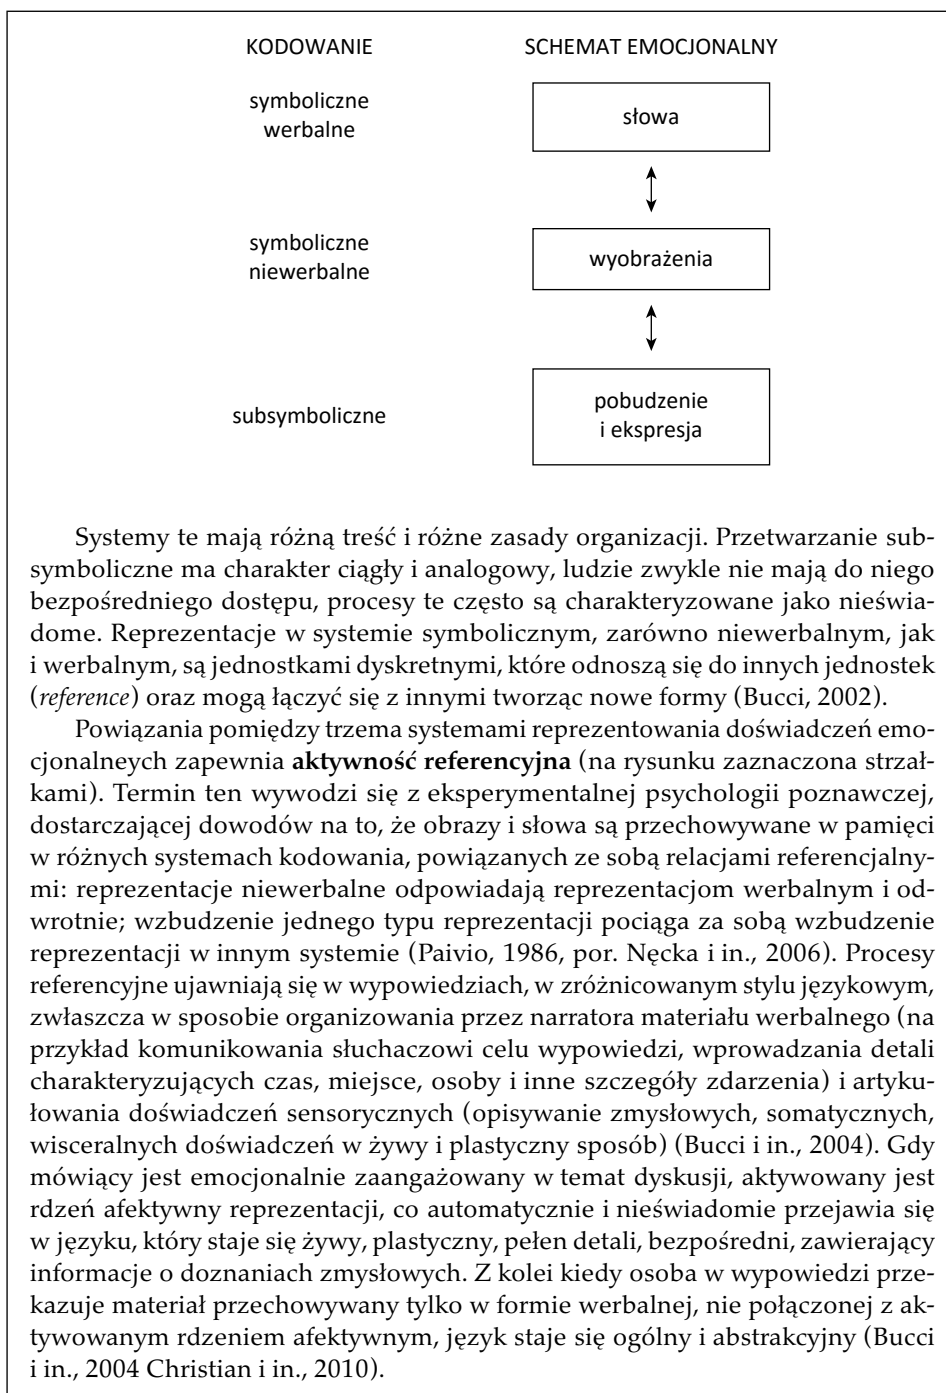 KODOWANIE SCHEMAT EMOCJONALNY
symboliczne
werbalne
słowa
symboliczne
niewerbalne
wyobrażenia
subsymboliczne
pobudzenie
i ekspresja
Systemy te mają różną treść i różne zasady organizacji. Przetwarzanie sub-
symboliczne ma charakter ciągły i analogowy, ludzie zwykle nie mają do niego
bezpośredniego dostępu, procesy te często są charakteryzowane jako nieświa-
dome. Reprezentacje w systemie symbolicznym, zarówno niewerbalnym, jak
i werbalnym, są jednostkami dyskretnymi, które odnoszą się do innych jednostek
(reference) oraz mogą łączyć się z innymi tworząc nowe formy (Bucci, 2002).
Powiązania pomiędzy trzema systemami reprezentowania doświadczeń emo-
cjonalneych zapewnia aktywność referencyjna (na rysunku zaznaczona strzał-
kami). Termin ten wywodzi się z eksperymentalnej psychologii poznawczej,
dostarczającej dowodów na to, że obrazy i słowa są przechowywane w pamięci
w różnych systemach kodowania, powiązanych ze sobą relacjami referencjalny-
mi: reprezentacje niewerbalne odpowiadają reprezentacjom werbalnym i od-
wrotnie; wzbudzenie jednego typu reprezentacji pociąga za sobą wzbudzenie
reprezentacji w innym systemie (Paivio, 1986, por. Nęcka i in., 2006). Procesy
referencyjne ujawniają się w wypowiedziach, w zróżnicowanym stylu językowym,
zwłaszcza w sposobie organizowania przez narratora materiału werbalnego (na
przykład komunikowania słuchaczowi celu wypowiedzi, wprowadzania detali
charakteryzujących czas, miejsce, osoby i inne szczegóły zdarzenia) i artyku-
łowania doświadczeń sensorycznych (opisywanie zmysłowych, somatycznych,
wisceralnych doświadczeń w żywy i plastyczny sposób) (Bucci i in., 2004). Gdy
mówiący jest emocjonalnie zaangażowany w temat dyskusji, aktywowany jest
rdzeń afektywny reprezentacji, co automatycznie i nieświadomie przejawia się
w języku, który staje się żywy, plastyczny, pełen detali, bezpośredni, zawierający
informacje o doznaniach zmysłowych. Z kolei kiedy osoba w wypowiedzi prze-
kazuje materiał przechowywany tylko w formie werbalnej, nie połączonej z ak-
tywowanym rdzeniem afektywnym, język staje się ogólny i abstrakcyjny (Bucci
i in., 2004 Christian i in., 2010).